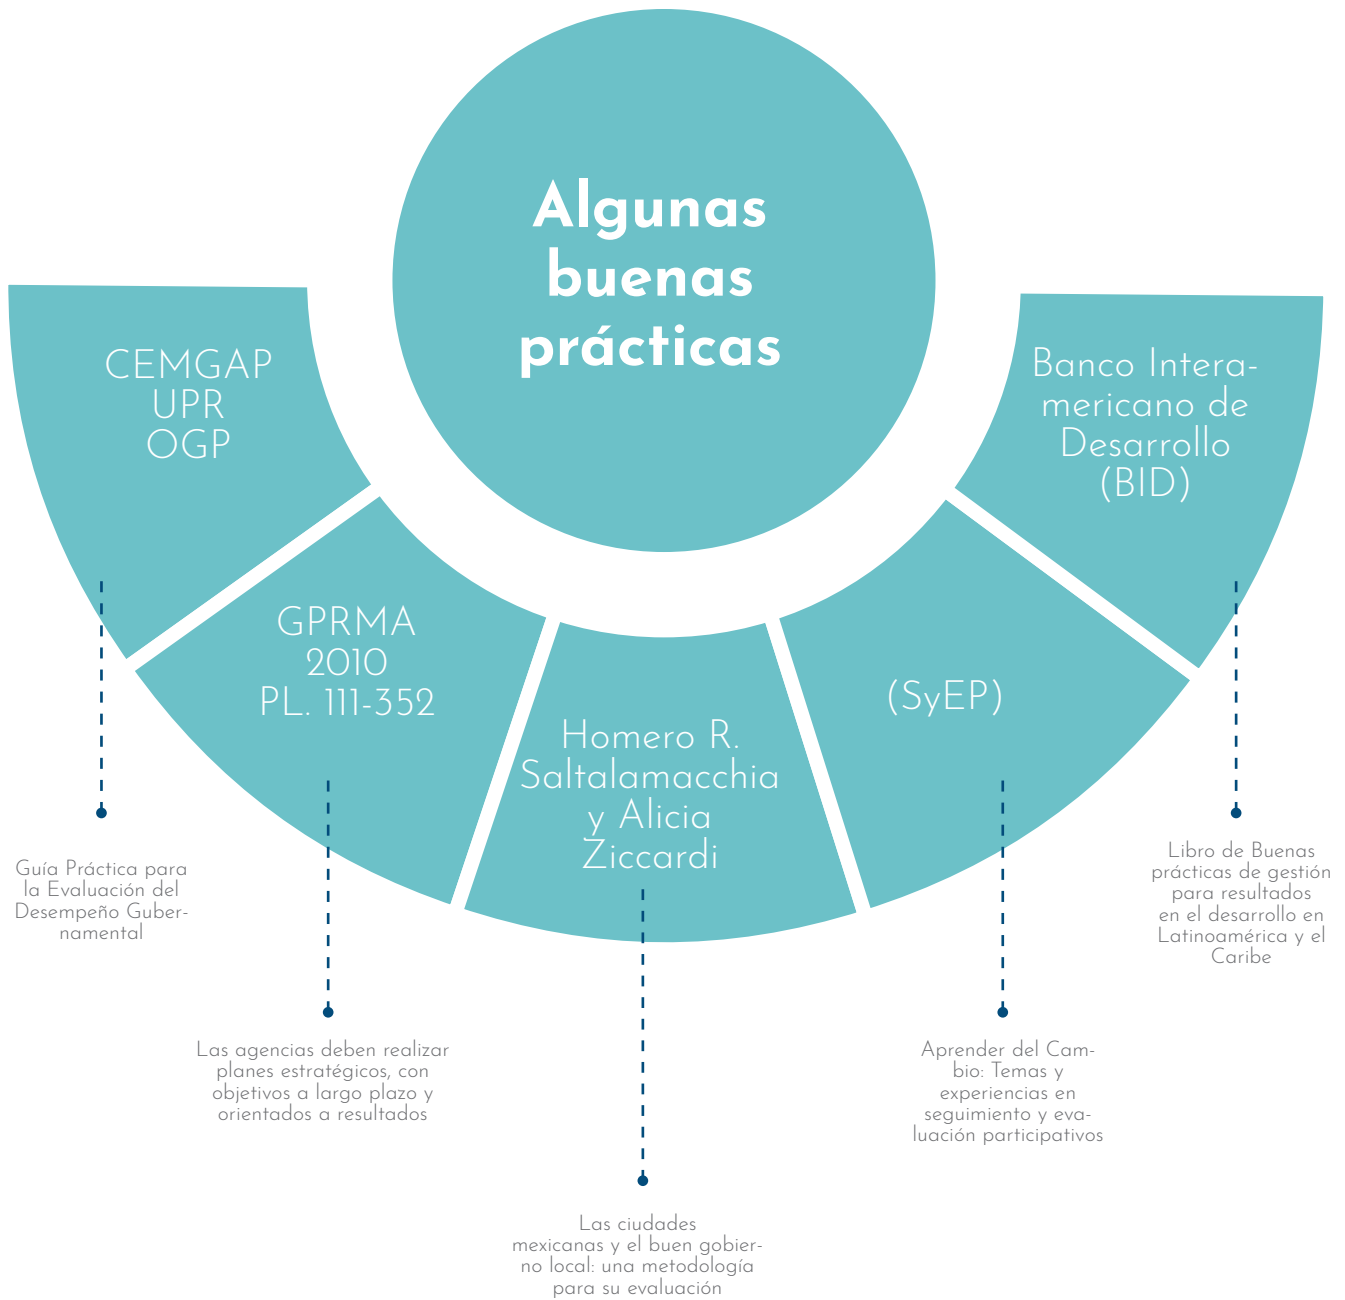 Algunas
buenas
prácticas
CEMGAP
UPR
OGP
Guía Práctica para
la Evaluación del
Desempeño Guber-
namental
GPRMA
2010
PL. 111-352
Las agencias deben realizar
planes estratégicos, con
objetivos a largo plazo y
orientados a resultados
Homero R.
Saltalamacchia
y Alicia
Ziccardi
Las ciudades
mexicanas y el buen gobier-
no local: una metodología
para su evaluación
(SyEP)
Aprender del Cam-
bio: Temas y
experiencias en
seguimiento y eva-
luación participativos
Banco Intera-
mericano de
Desarrollo
(BID)
Libro de Buenas
prácticas de gestión
para resultados
en el desarrollo en
Latinoamérica y el
Caribe